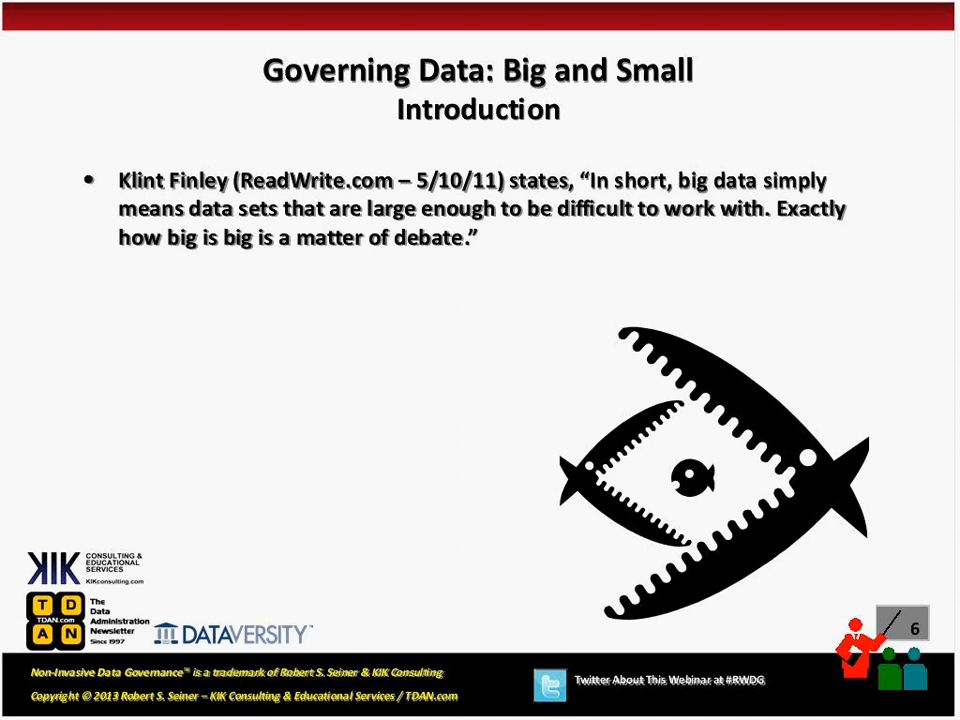 Governing Data: Big and Small
Introduction
• Klint Finley (ReadWrite.com – 5/10/11) states, “In short, big data simply
means data sets that are large enough to be difficult to work with. Exactly
how big is big is a matter of debate.”
KIK CONSULTING &
EDUCATIONAL
SERVICES
KIKconsulting.com
T D
TDAN.com
A N
The
Data
Administration
Newsletter
Since 1997
DATAVERSITY™
6
Non-Invasive Data Governance™ is a trademark of Robert S. Seiner & KIK Consulting
Copyright © 2013 Robert S. Seiner – KIK Consulting & Educational Services / TDAN.com
Twitter About This Webinar at #RWDG